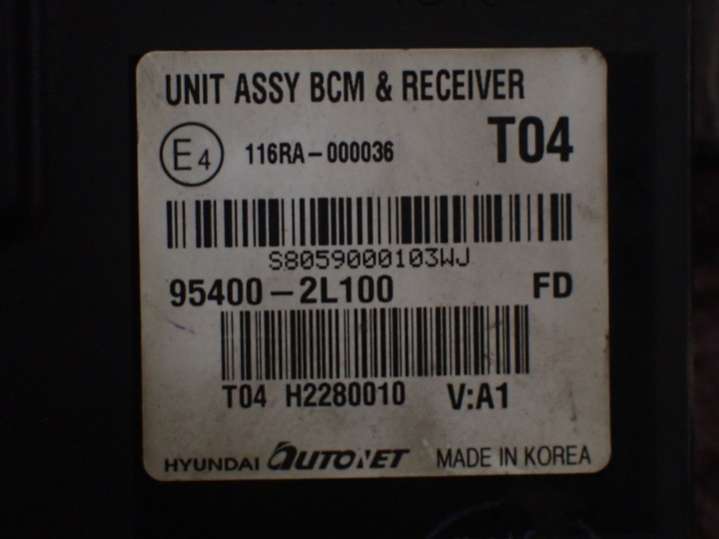 UNIT ASSY BCM & RECEIVER
E4 116RA-000036 T04
S8059000103WJ
95400-2L100 FD
T04 H2280010 V:A1
HYUNDAI AUTONET MADE IN KOREA